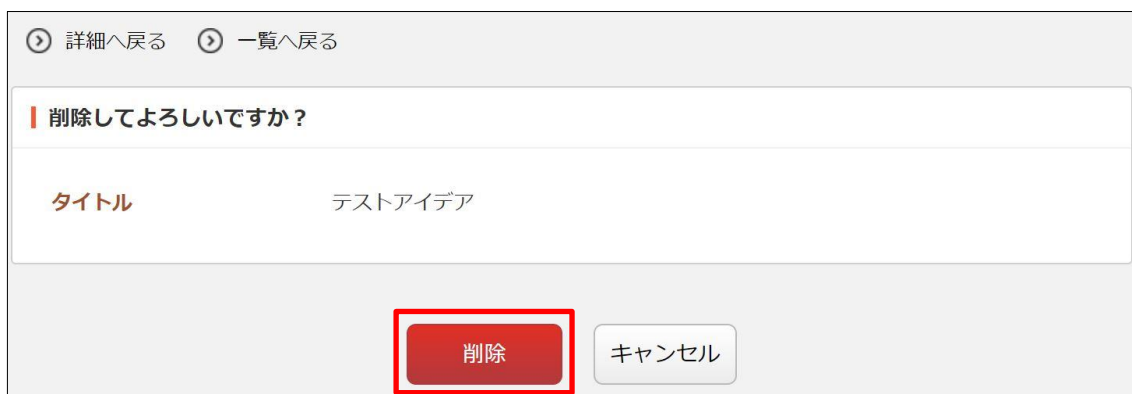 詳細へ戻る 一覧へ戻る
削除してよろしいですか？
タイトル テストアイデア
削除 キャンセル